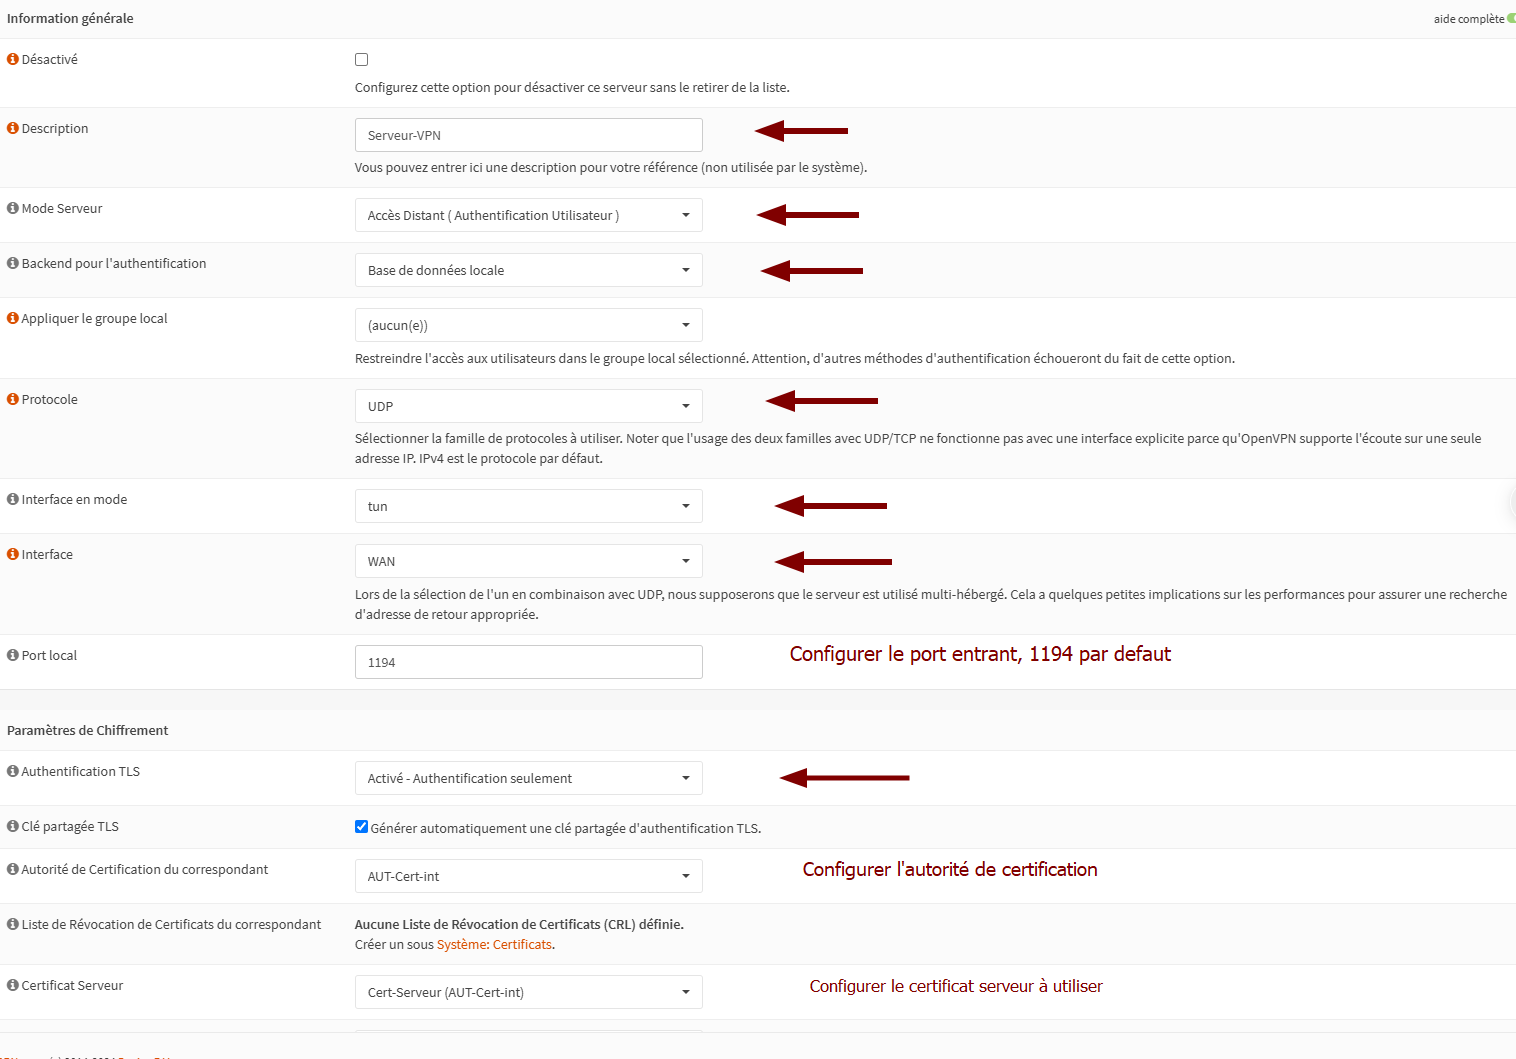 Information générale
aide complète
Désactivé
Configurez cette option pour désactiver ce serveur sans le retirer de la liste.
Description
Serveur-VPN
Vous pouvez entrer ici une description pour votre référence (non utilisée par le système).
Mode Serveur
Accès Distant ( Authentification Utilisateur )
Backend pour l'authentification
Base de données locale
Appliquer le groupe local
(aucun(e))
Restreindre l'accès aux utilisateurs dans le groupe local sélectionné. Attention, d'autres méthodes d'authentification échoueront du fait de cette option.
Protocole
UDP
Sélectionner la famille de protocoles à utiliser. Noter que l'usage des deux familles avec UDP/TCP ne fonctionne pas avec une interface explicite parce qu'OpenVPN supporte l'écoute sur une seule
adresse IP. IPv4 est le protocole par défaut.
Interface en mode
tun
Interface
WAN
Lors de la sélection de l'un en combinaison avec UDP, nous supposerons que le serveur est utilisé multi-hébergé. Cela a quelques petites implications sur les performances pour assurer une recherche
d'adresse de retour appropriée.
Port local
1194
Configurer le port entrant, 1194 par defaut
Paramètres de Chiffrement
Authentification TLS
Activé - Authentification seulement
Clé partagée TLS
Générer automatiquement une clé partagée d'authentification TLS.
Autorité de Certification du correspondant
AUT-Cert-int
Configurer l'autorité de certification
Liste de Révocation de Certificats du correspondant
Aucune Liste de Révocation de Certificats (CRL) définie.
Créer un sous Système: Certificats.
Certificat Serveur
Cert-Serveur (AUT-Cert-int)
Configurer le certificat serveur à utiliser